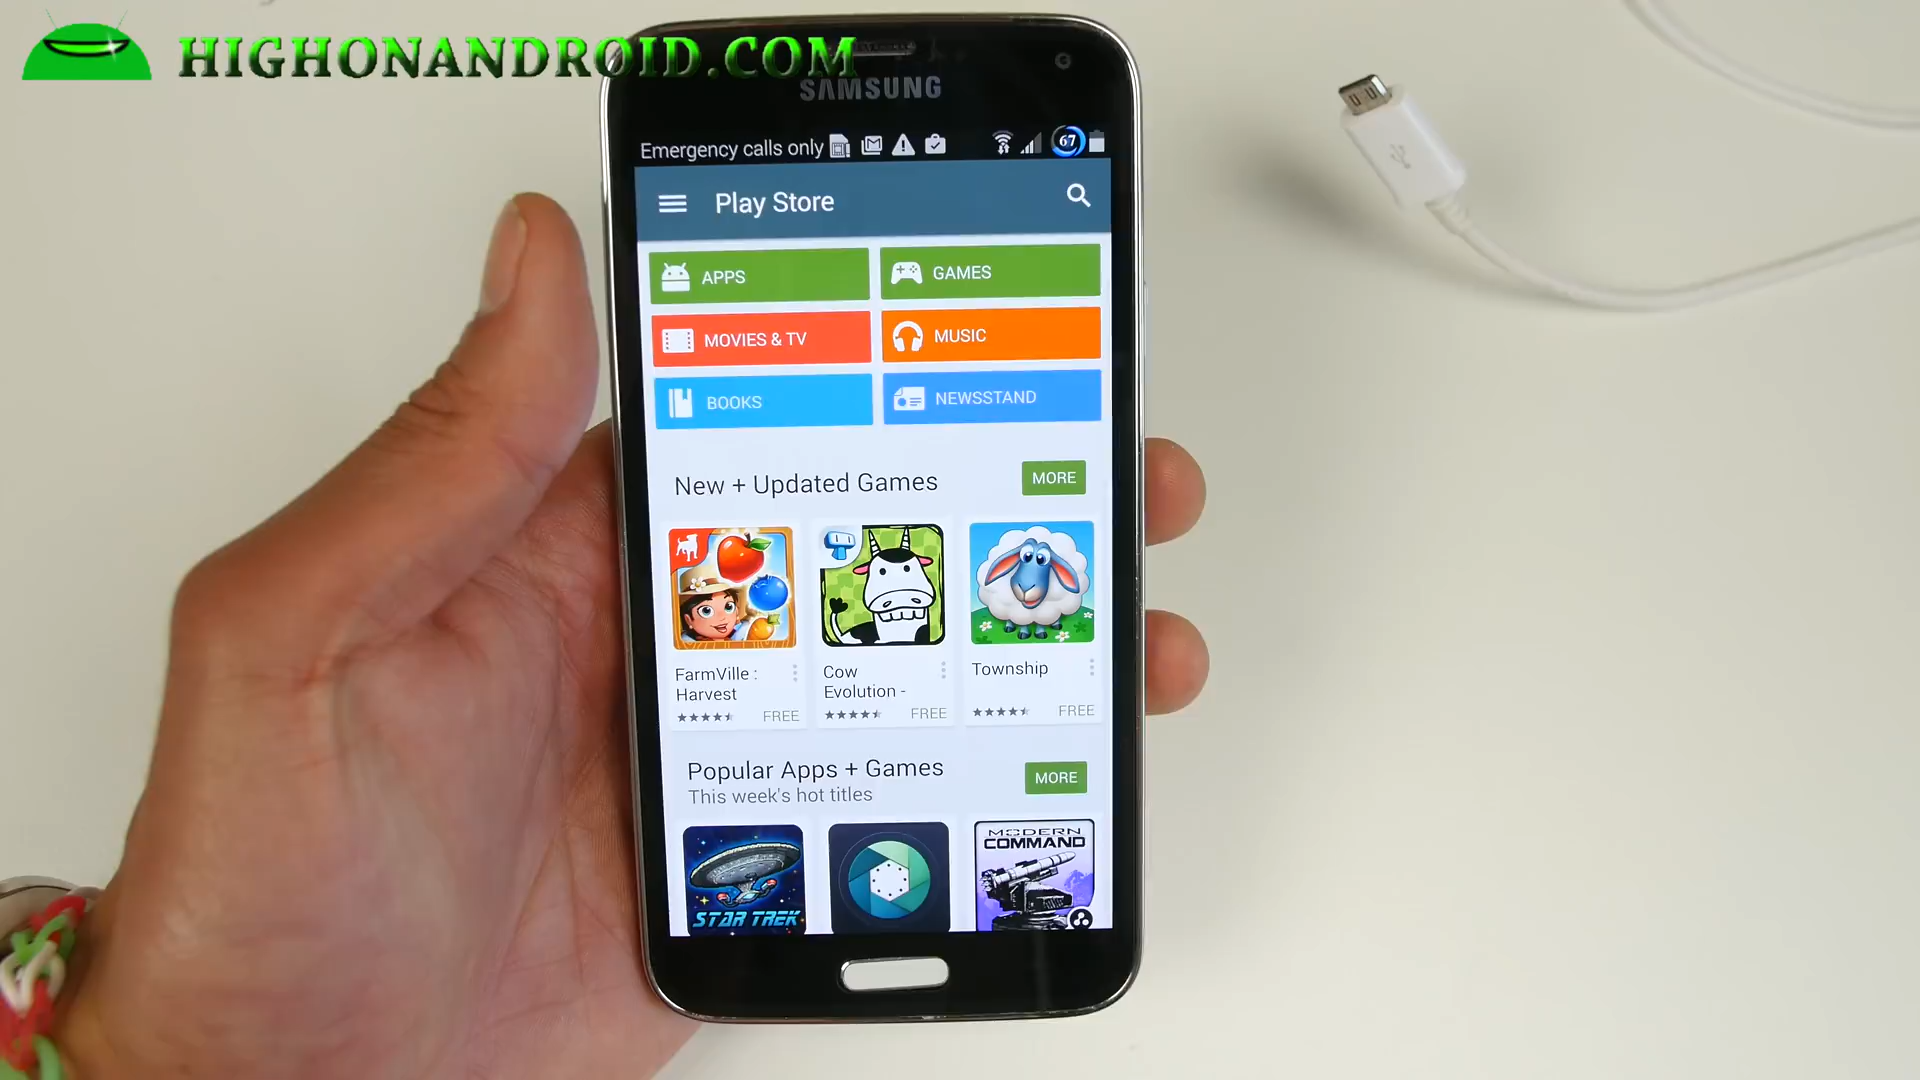 HIGHONANDROID.COM
SAMSUNG
Emergency calls only
67
Play Store
APPS
GAMES
MOVIES & TV
MUSIC
BOOKS
NEWSSTAND
New + Updated Games
MORE
FarmVille :
Harvest
FREE
Cow
Evolution -
FREE
Township
FREE
Popular Apps + Games
MORE
This week's hot titles
STAR TREK
MODERN
COMMAND